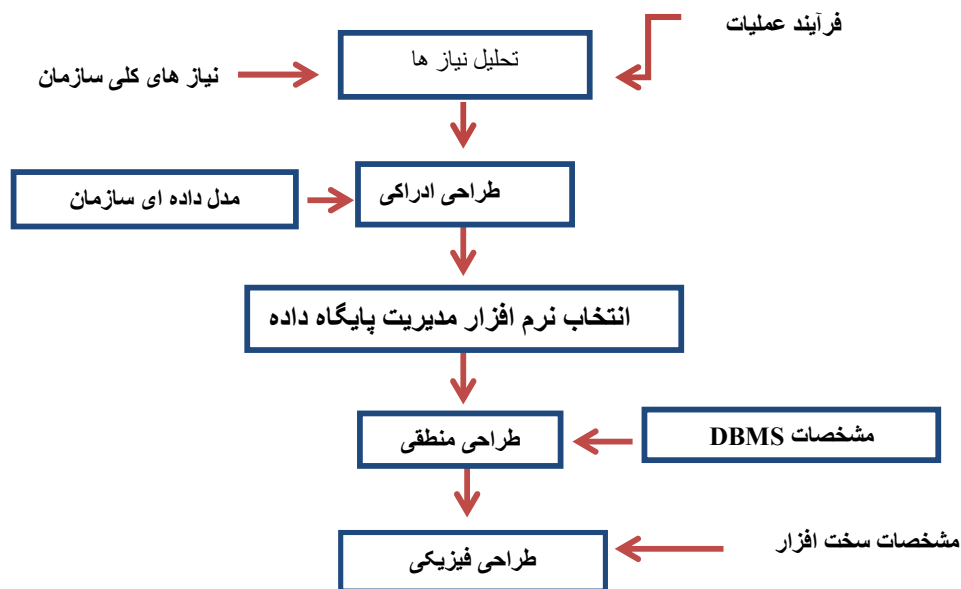 فرآیند عملیات
تحلیل نیاز ها
نیاز های کلی سازمان
طراحی ادراکی
مدل داده ای سازمان
انتخاب نرم افزار مدیریت پایگاه داده
مشخصات DBMS
طراحی منطقی
مشخصات سخت افزار
طراحی فیزیکی